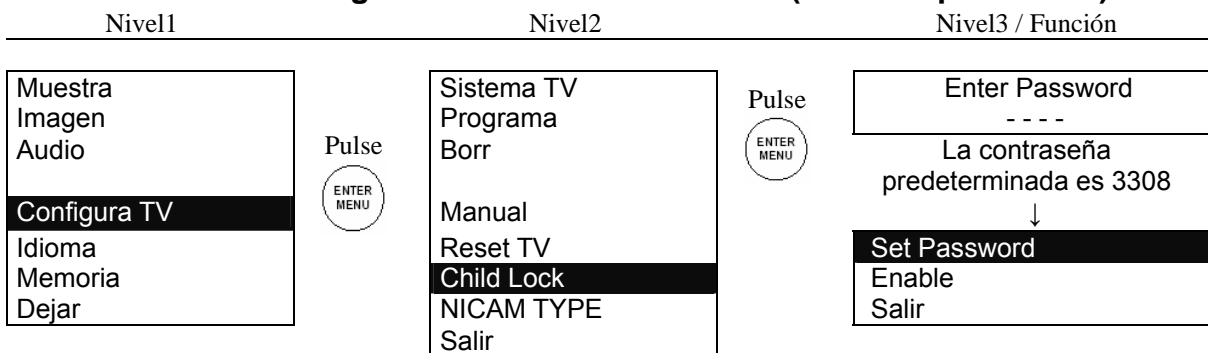 Nivel1 Nivel2 Nivel3 / Función
Muestra
Imagen
Audio
Configura TV
Idioma
Memoria
Dejar
Pulse
ENTER
MENU
Sistema TV
Programa
Borr
Manual
Reset TV
Child Lock
NICAM TYPE
Salir
Pulse
ENTER
MENU
Enter Password
- - - -
La contraseña
predeterminada es 3308
↓
Set Password
Enable
Salir